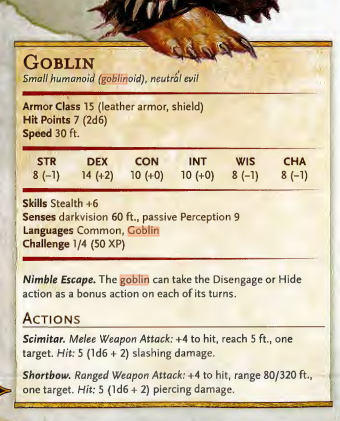 GOBLIN
Small humanoid (goblinoid), neutral evil
Armor Class 15 (leather armor, shield)
Hit Points 7 (2d6)
Speed 30 ft.
STR DEX CON INT WIS CHA
8 (–1) 14 (+2) 10 (+0) 10 (+0) 8 (–1) 8 (–1)
Skills Stealth +6
Senses darkvision 60 ft., passive Perception 9
Languages Common, Goblin
Challenge 1/4 (50 XP)
Nimble Escape. The goblin can take the Disengage or Hide
action as a bonus action on each of its turns.
ACTIONS
Scimitar. Melee Weapon Attack: +4 to hit, reach 5 ft., one
target. Hit: 5 (1d6 + 2) slashing damage.
Shortbow. Ranged Weapon Attack: +4 to hit, range 80/320 ft.,
one target. Hit: 5 (1d6 + 2) piercing damage.